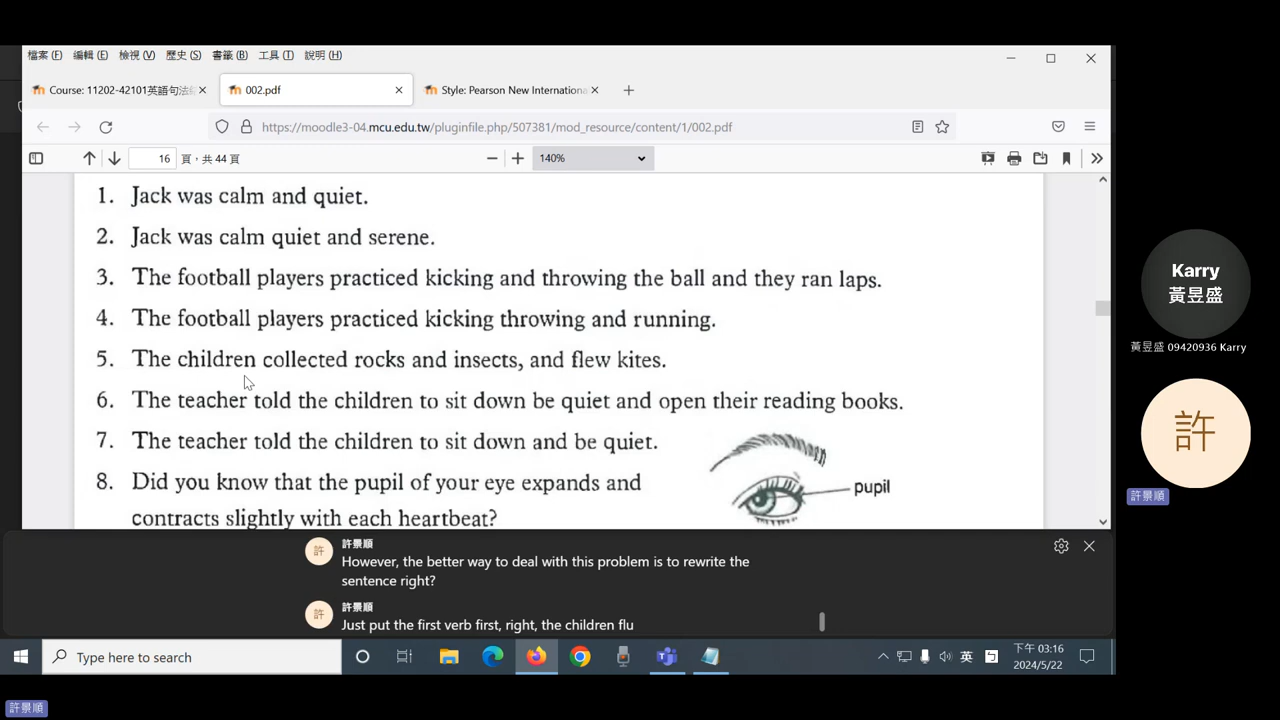 檔案 (F) 編輯 (E) 檢視 (V) 歷史 (S) 書籤 (B) 工具 (T) 說明 (H)
Course: 11202-42101英語句法
002.pdf
Style: Pearson New Internationa
https://moodle3-04.mcu.edu.tw/pluginfile.php/507381/mod_resource/content/1/002.pdf
16 頁，共 44 頁
140%
1. Jack was calm and quiet.
2. Jack was calm quiet and serene.
3. The football players practiced kicking and throwing the ball and they ran laps.
4. The football players practiced kicking throwing and running.
5. The children collected rocks and insects, and flew kites.
6. The teacher told the children to sit down be quiet and open their reading books.
7. The teacher told the children to sit down and be quiet.
8. Did you know that the pupil of your eye expands and
contracts slightly with each heartbeat?
pupil
Karry
黃昱盛
黃昱盛 09420936 Karry
許
許景順
許
許景順
However, the better way to deal with this problem is to rewrite the
sentence right?
許
許景順
Just put the first verb first, right, the children flu
Type here to search
英
下午 03:16
2024/5/22
許景順